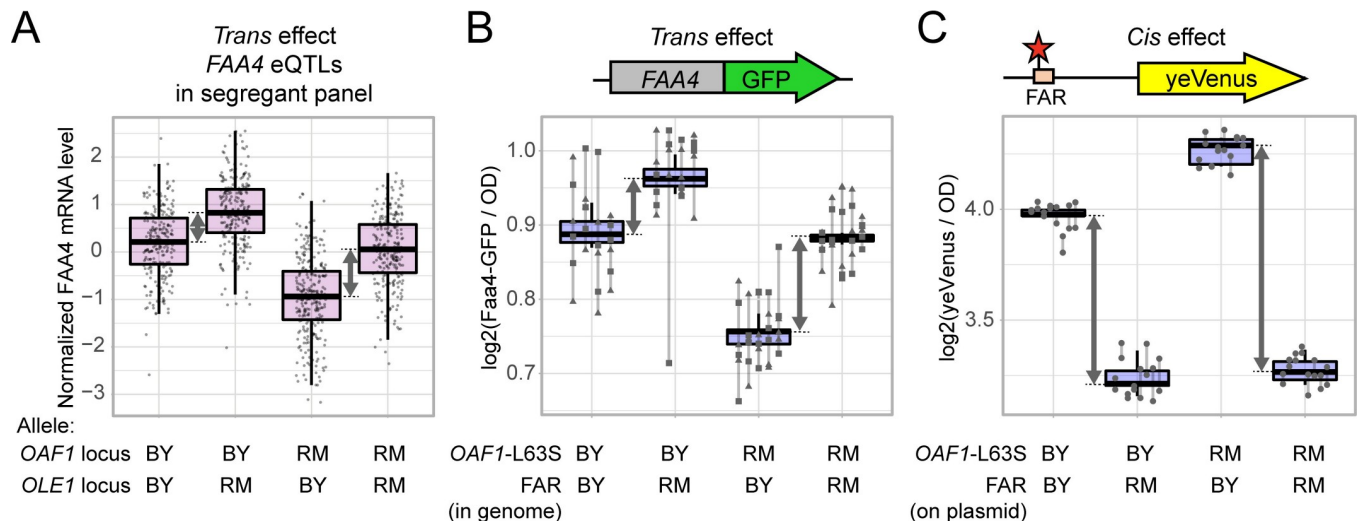 A
Trans effect
FAA4 eQTLs
in segregant panel
Normalized FAA4 mRNA level
2
1
0
−1
−2
−3
Allele:
OAF1 locus BY BY RM RM
OLE1 locus BY RM BY RM
B
Trans effect
FAA4 GFP
log2(Faa4-GFP / OD)
1.0
0.9
0.8
0.7
OAF1-L63S BY BY RM RM
FAR BY RM BY RM
(in genome)
C
Cis effect
FAR
yeVenus
log2(yeVenus / OD)
4.0
3.5
OAF1-L63S BY BY RM RM
FAR BY RM BY RM
(on plasmid)